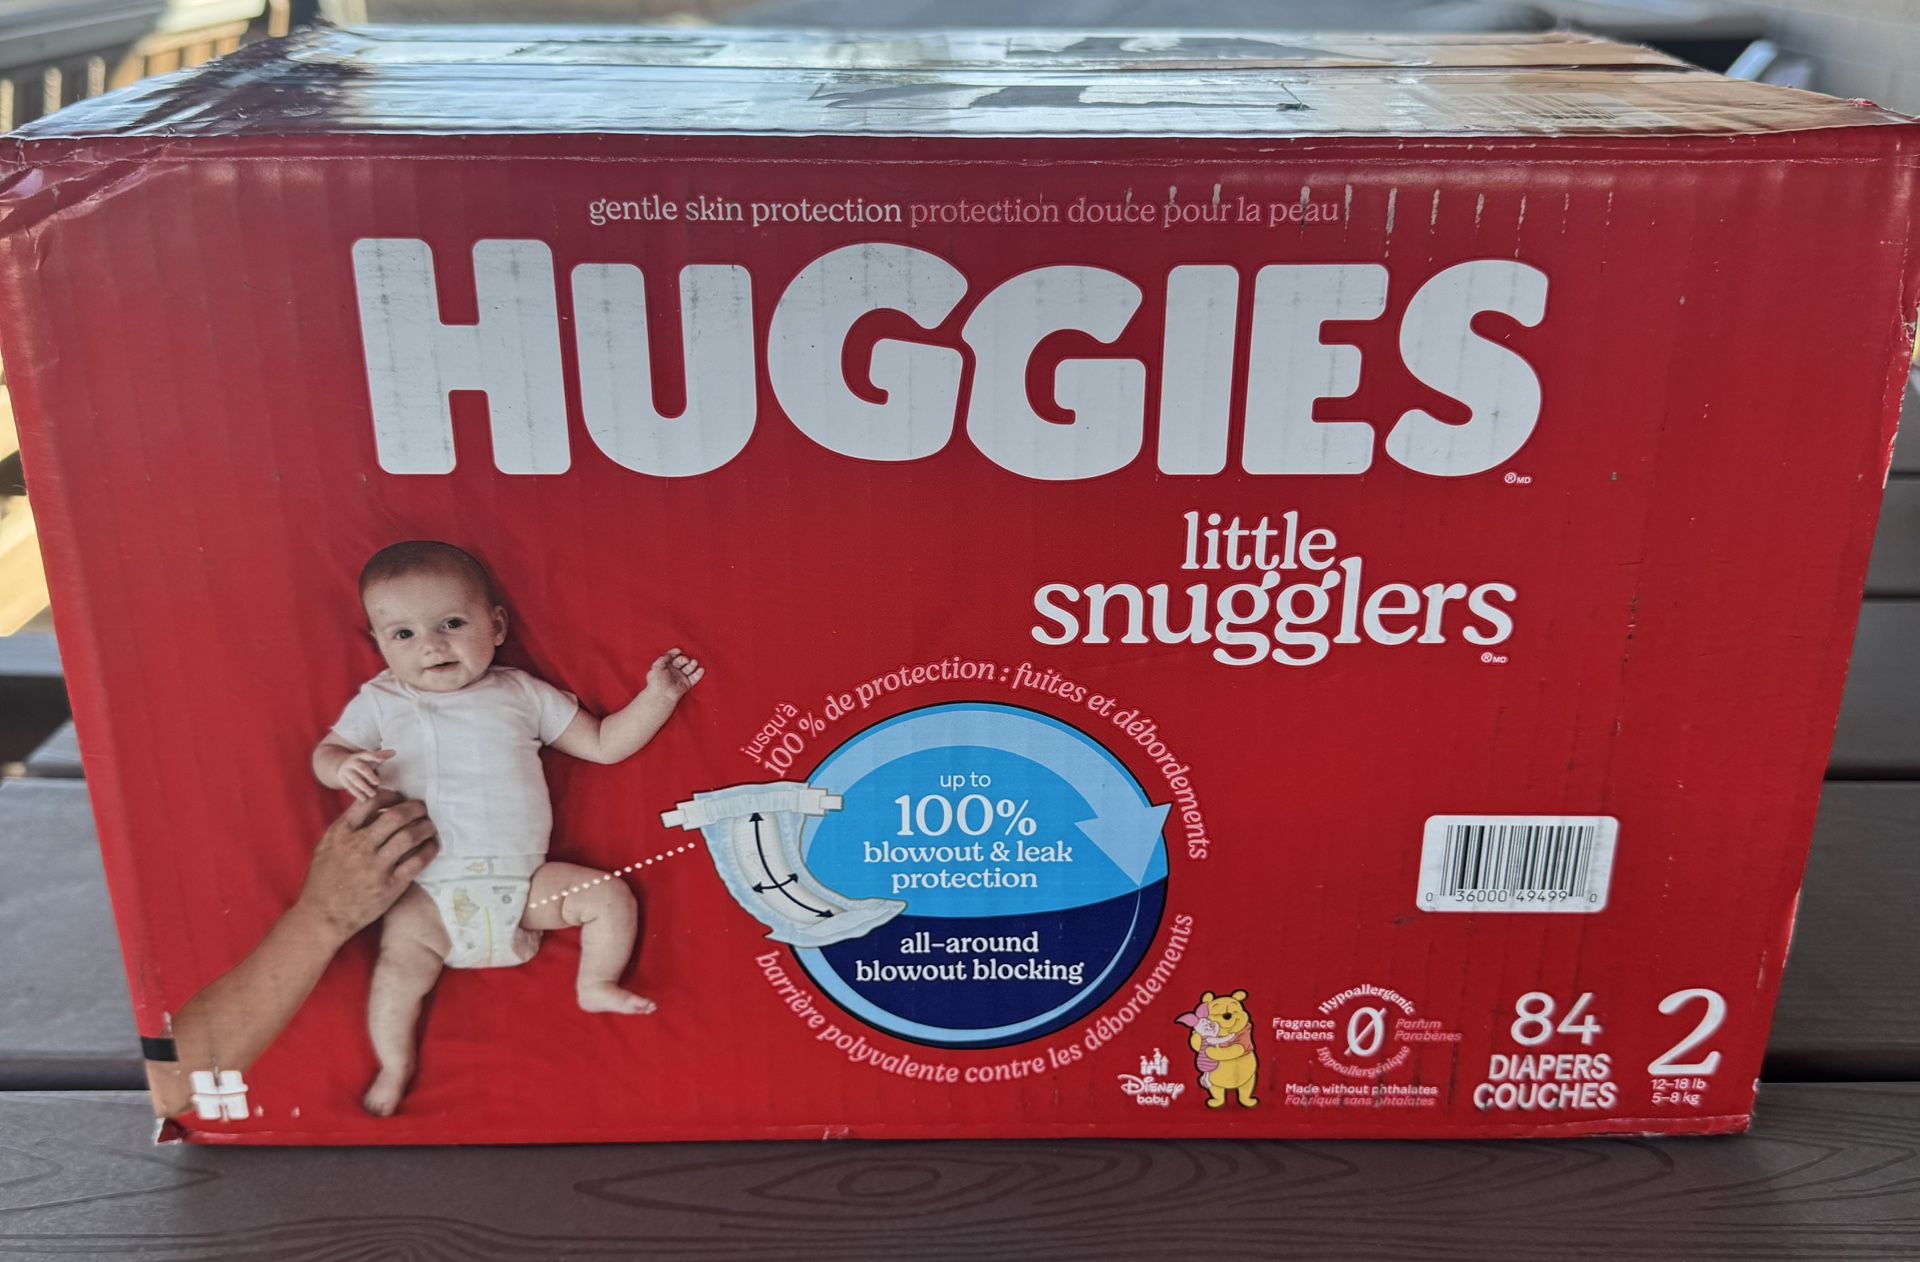 gentle skin protection protection douce pour la peau
HUGGIES
®MD
little
snugglers
®MD
jusqu'à
100 % de protection : fuites et débordements
up to
100%
blowout & leak
protection
all-around
blowout blocking
barrière polyvalente contre les débordements
0 36000 49499 0
Disney
baby
Hypoallergenic
Fragrance
Parabens
0
Parfum
Parabènes
Hypoallergénique
Made without phthalates
Fabriqué sans phtalates
84
DIAPERS
COUCHES
2
12-18 lb
5-8 kg
H